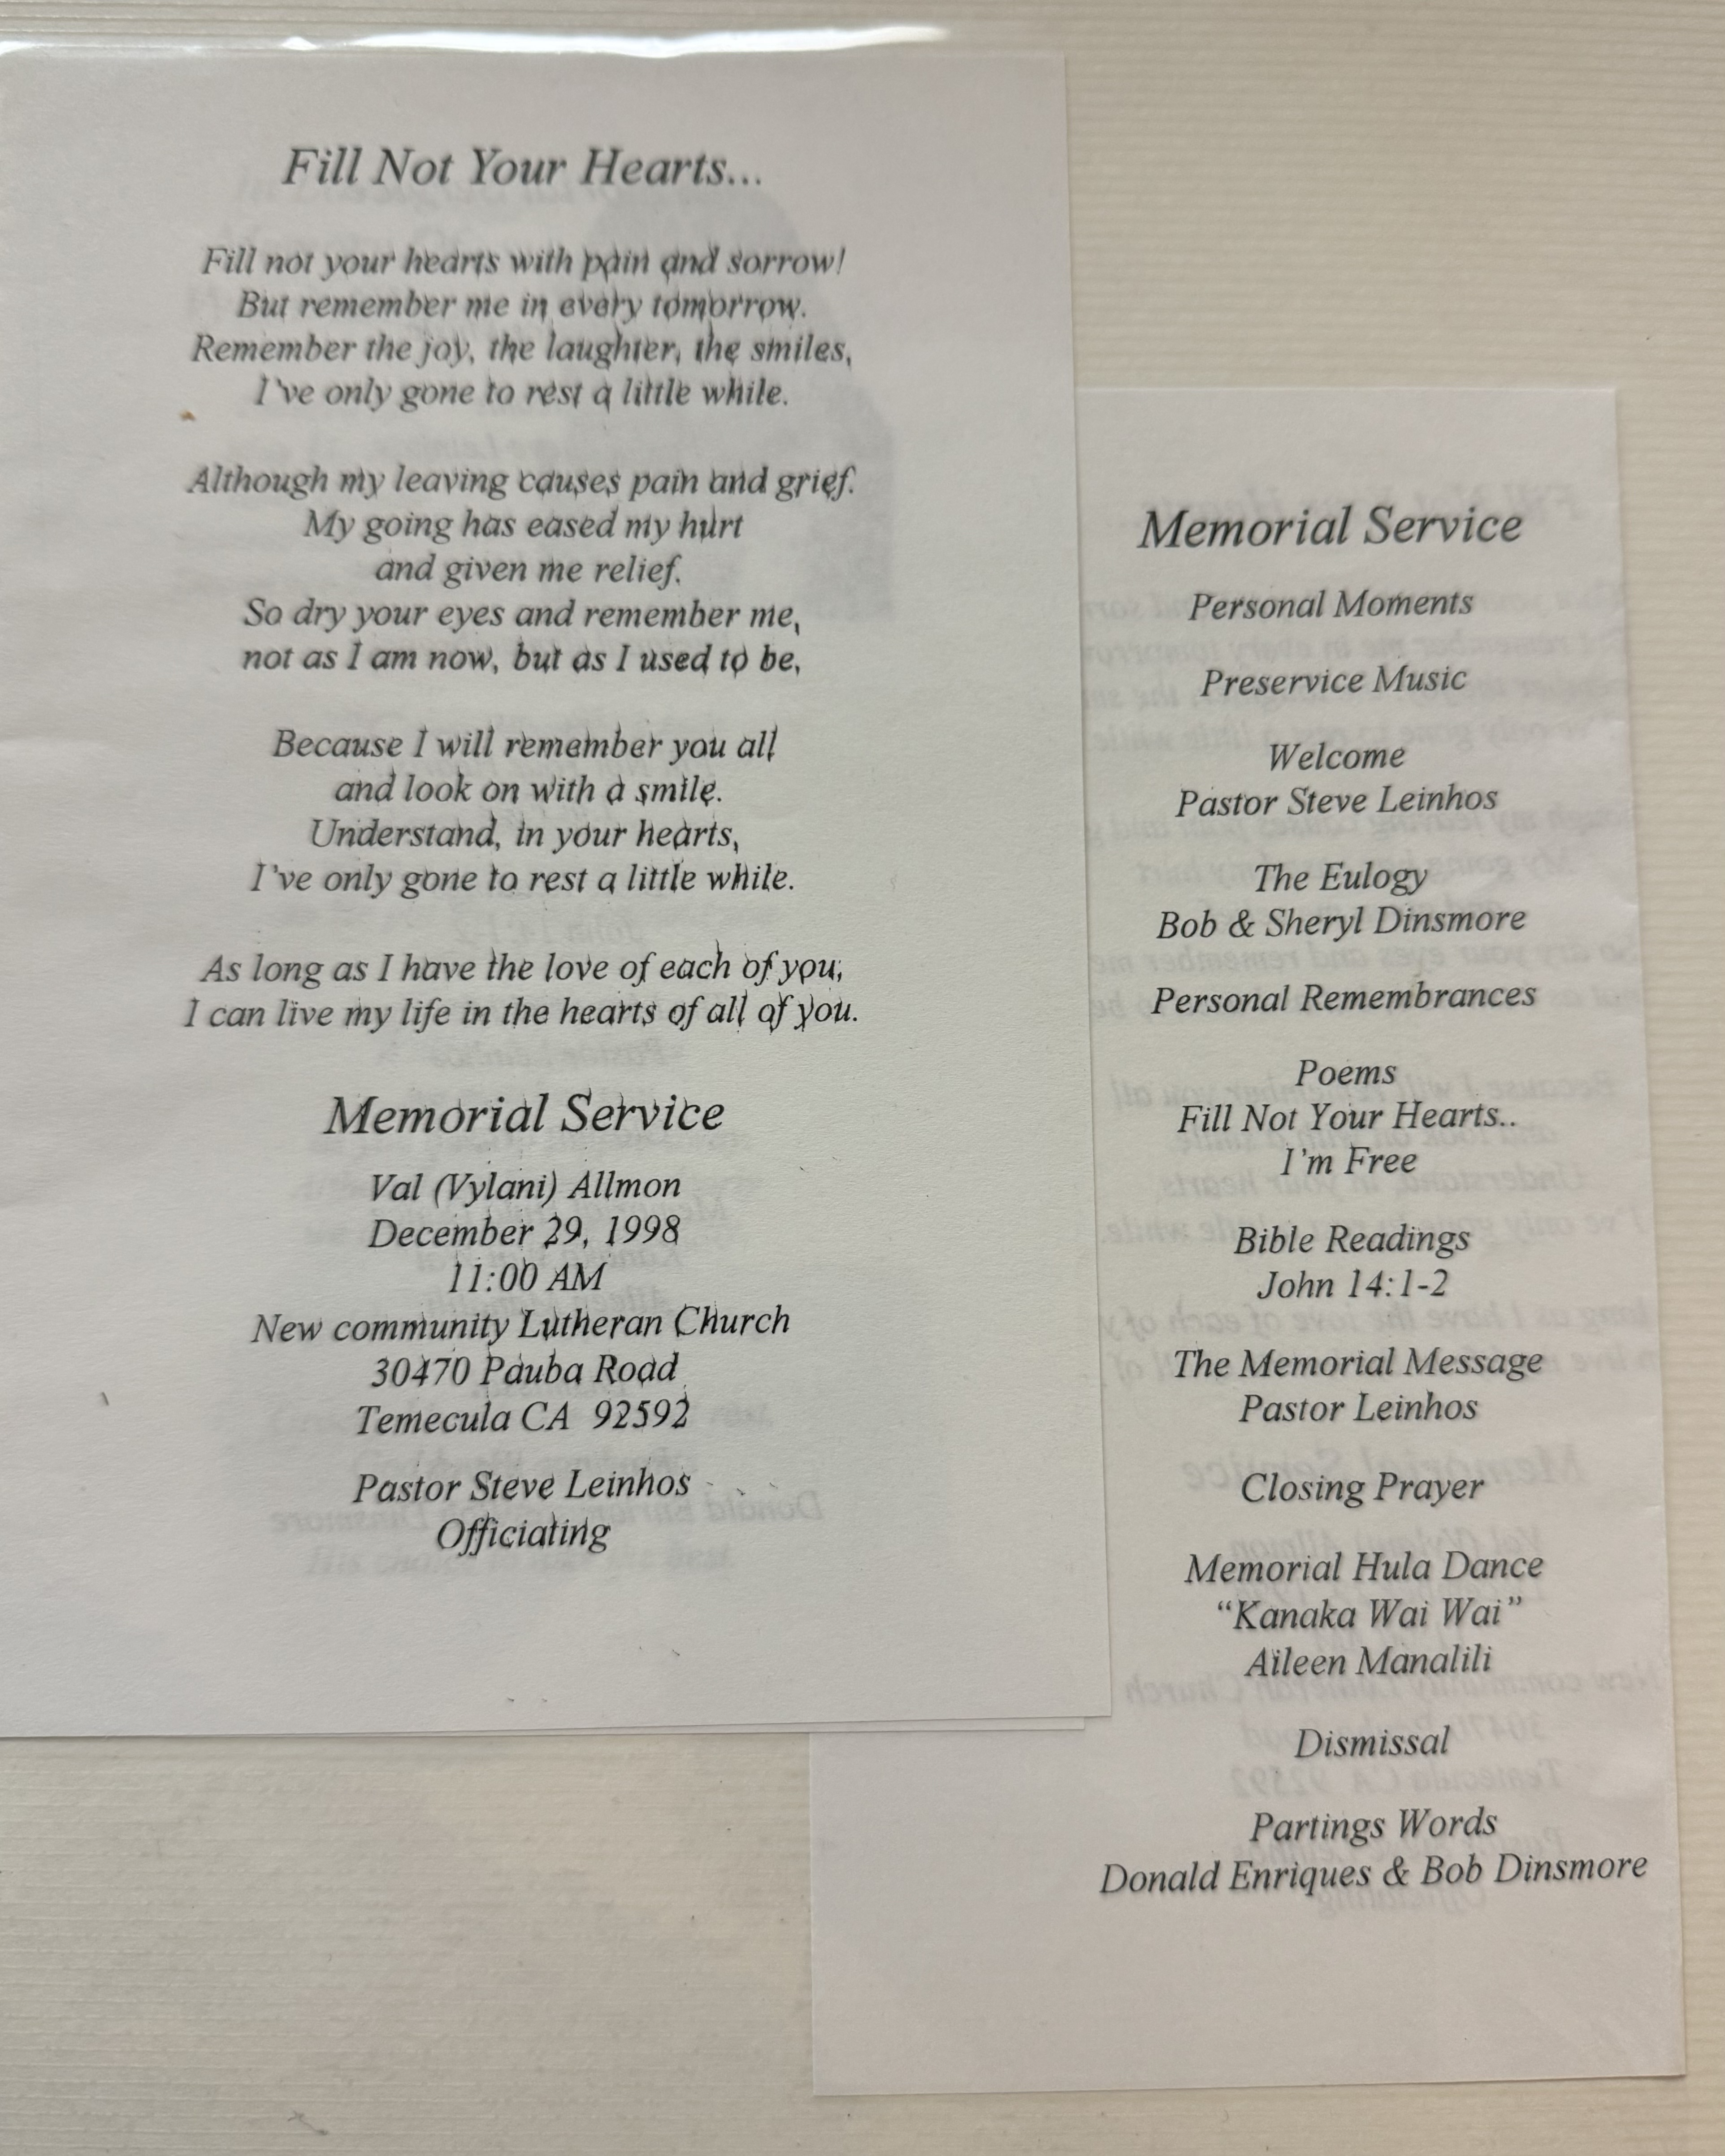 Fill Not Your Hearts...
Fill not your hearts with pain and sorrow!
But remember me in every tomorrow.
Remember the joy, the laughter, the smiles,
I've only gone to rest a little while.
Although my leaving causes pain and grief.
My going has eased my hurt
and given me relief.
So dry your eyes and remember me,
not as I am now, but as I used to be,
Because I will remember you all
and look on with a smile.
Understand, in your hearts,
I've only gone to rest a little while.
As long as I have the love of each of you;
I can live my life in the hearts of all of you.
Memorial Service
Val (Vylani) Allmon
December 29, 1998
11:00 AM
New community Lutheran Church
30470 Pauba Road
Temecula CA  92592
Pastor Steve Leinhos
Officiating
Memorial Service
Personal Moments
Preservice Music
Welcome
Pastor Steve Leinhos
The Eulogy
Bob & Sheryl Dinsmore
Personal Remembrances
Poems
Fill Not Your Hearts..
I'm Free
Bible Readings
John 14:1-2
The Memorial Message
Pastor Leinhos
Closing Prayer
Memorial Hula Dance
“Kanaka Wai Wai”
Aileen Manalili
Dismissal
Partings Words
Donald Enriques & Bob Dinsmore